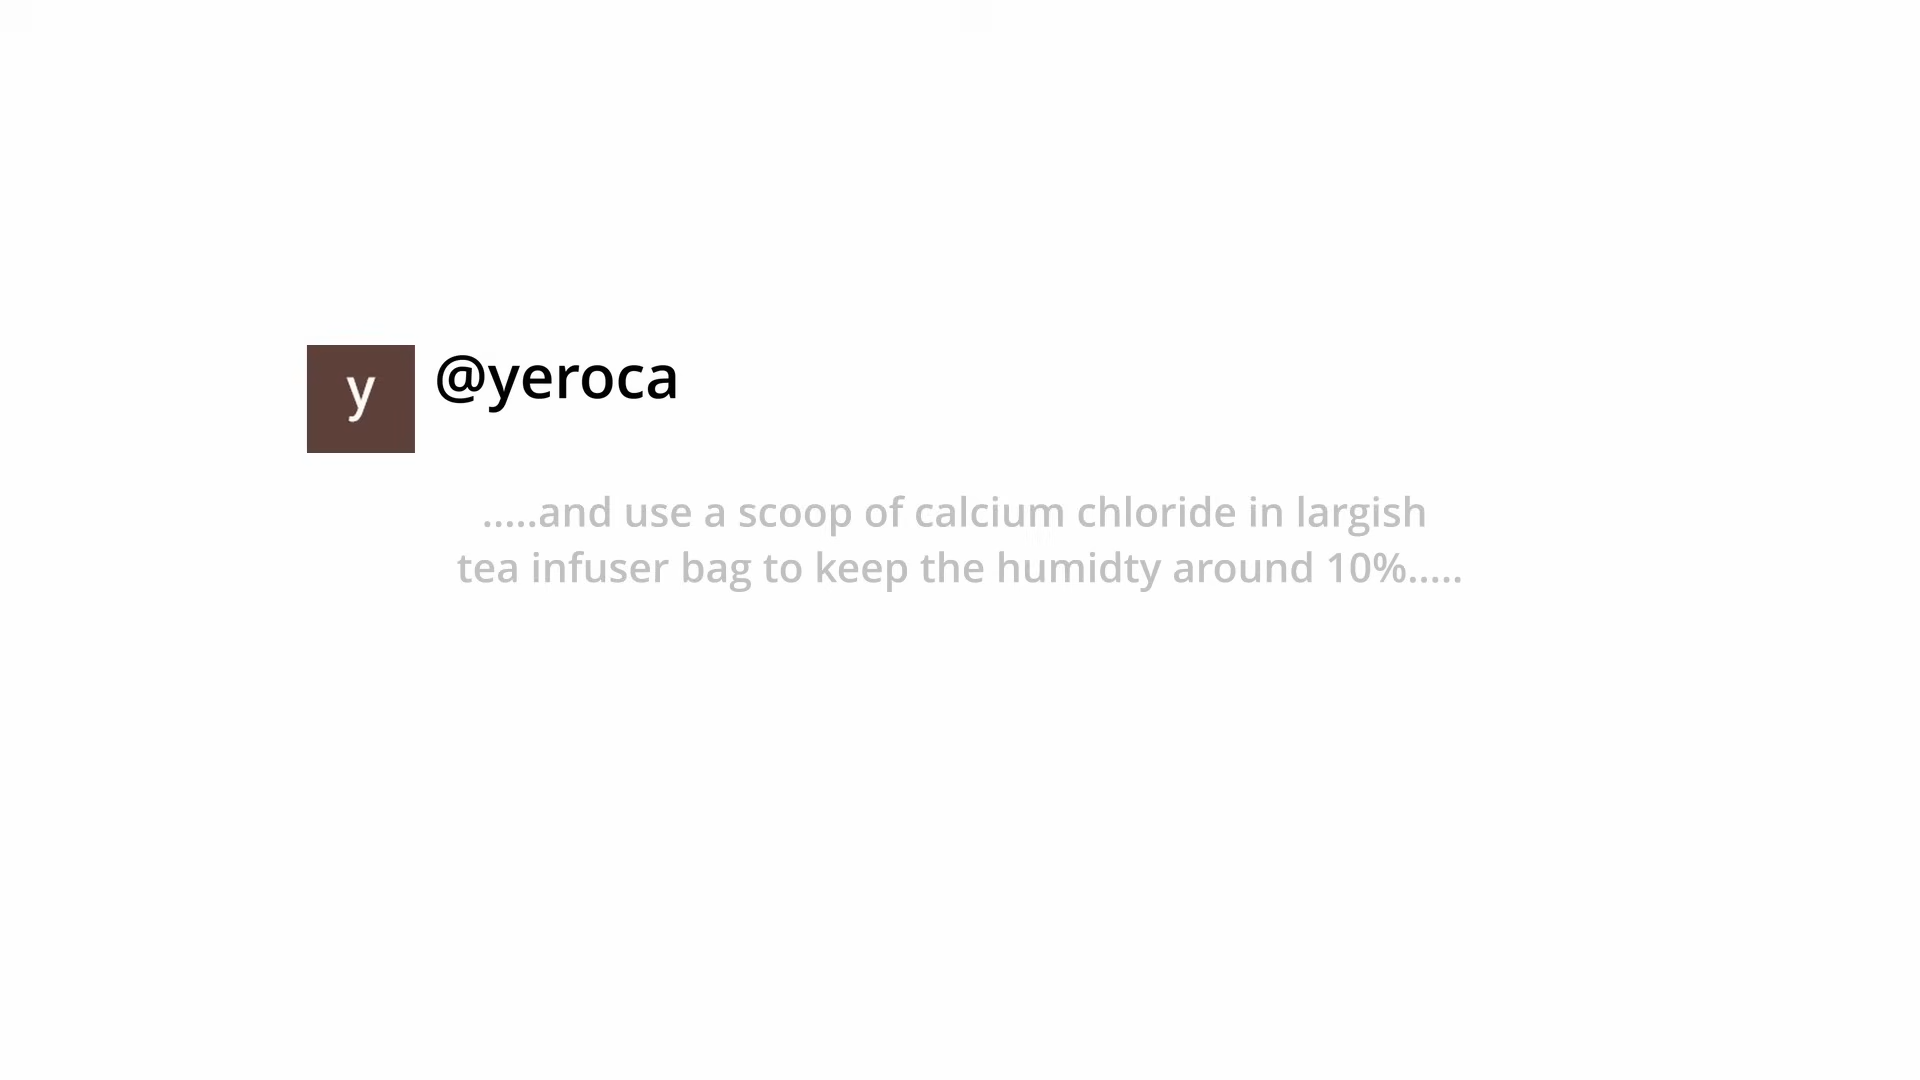 y
@yeroca
.....and use a scoop of calcium chloride in largish
tea infuser bag to keep the humidty around 10%.....